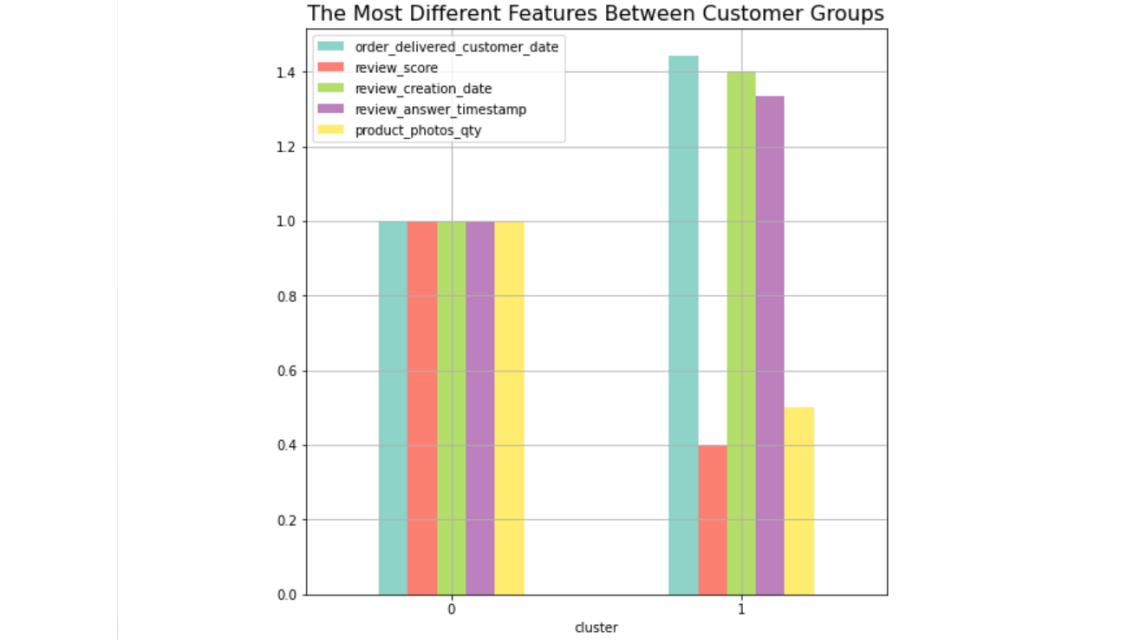 The Most Different Features Between Customer Groups
order_delivered_customer_date
review_score
review_creation_date
review_answer_timestamp
product_photos_qty
1.4
1.2
1.0
0.8
0.6
0.4
0.2
0.0
0
1
cluster